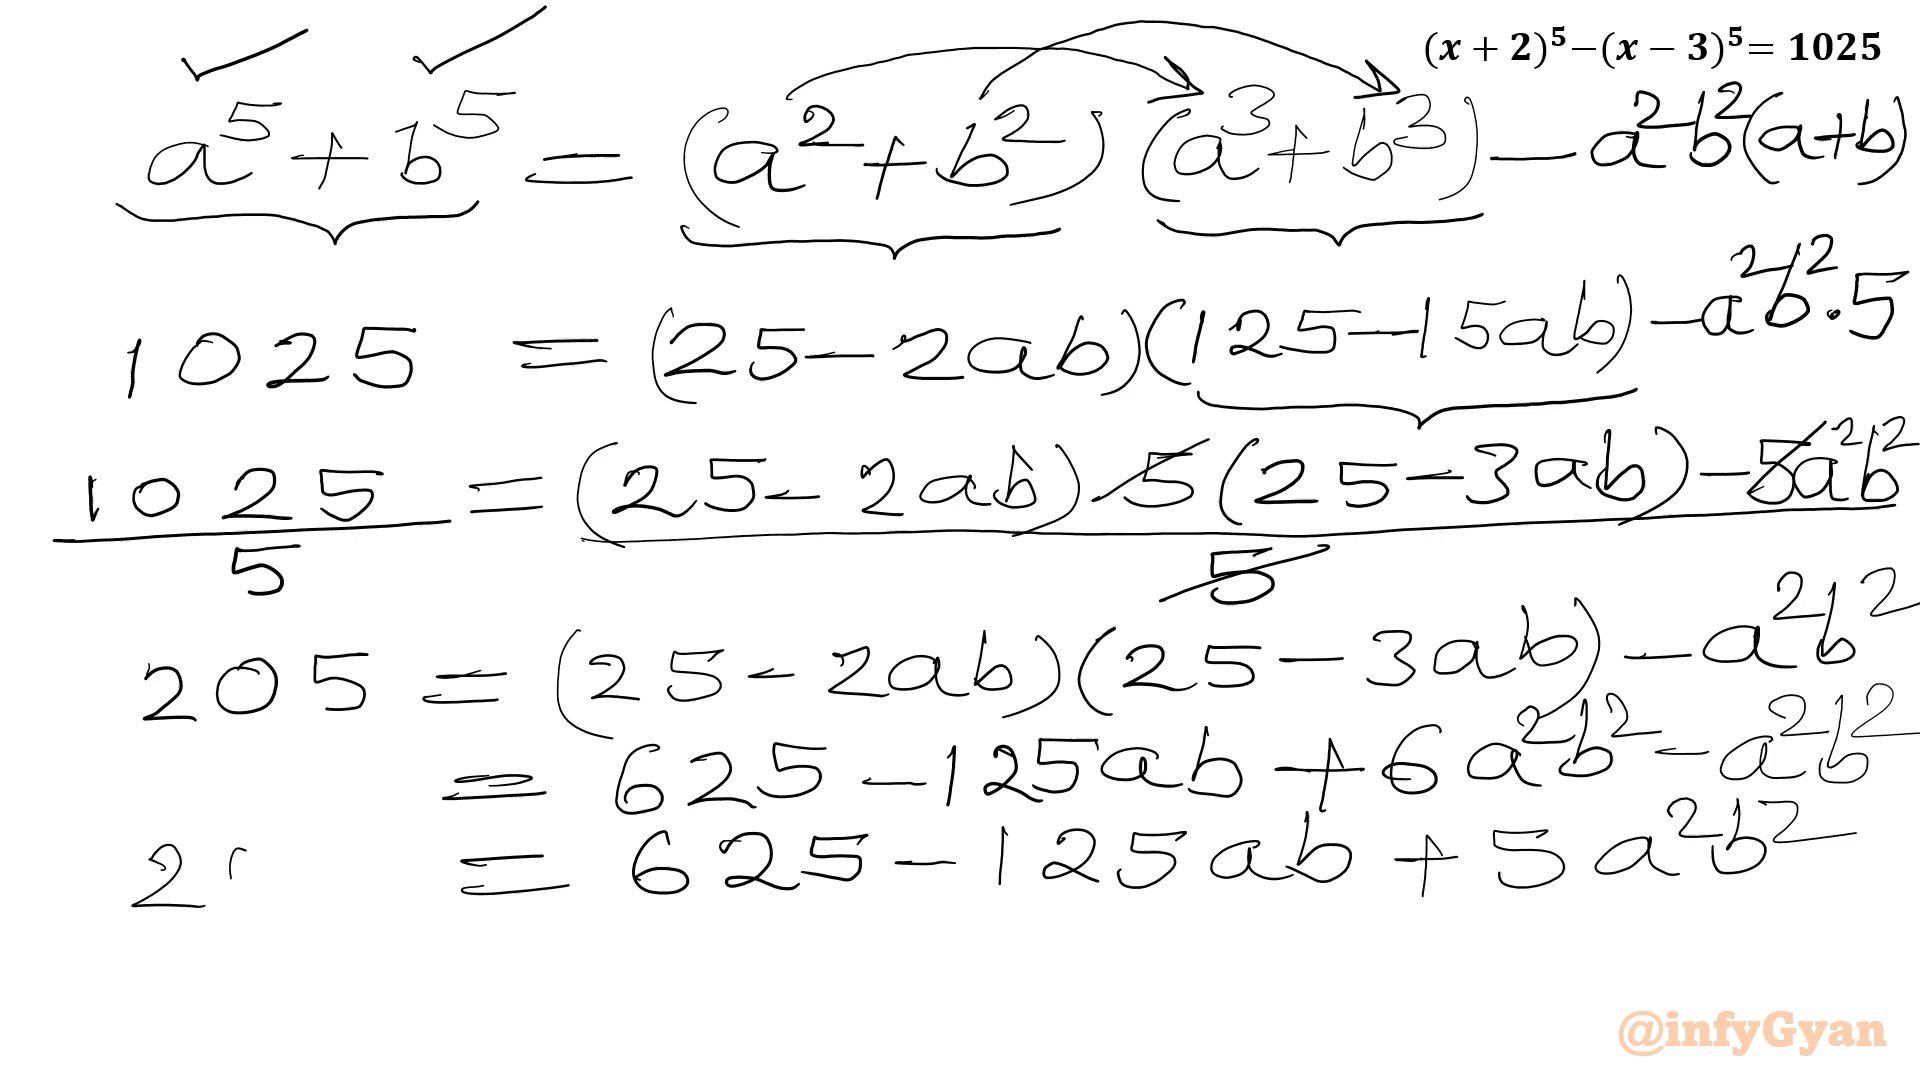 (x + 2)⁵−(x − 3)⁵= 1025
a⁵ + b⁵ = (a² + b²) (a³ + b³) − a²b²(a+b)
1025 = (25 − 2ab)(125 − 15ab) − a²b².5
1025/5 = (25 − 2ab) 5 (25 − 3ab) − 5a²b²/5
205 = (25 − 2ab)(25 − 3ab) − a²b²
= 625 − 125ab + 6a²b² − a²b²
2 = 625 − 125ab + 5a²b²
@infyGyan